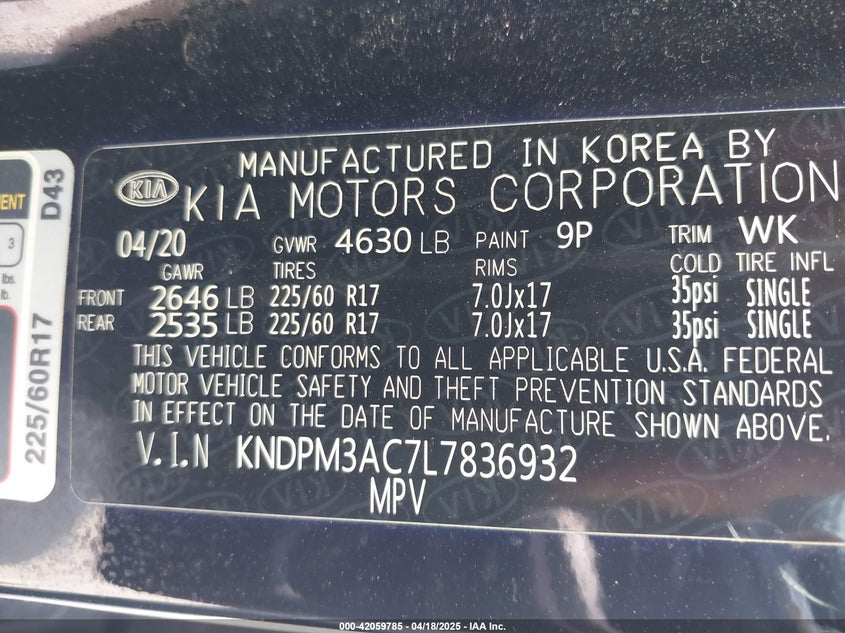 MANUFACTURED IN KOREA BY
KIA KIA MOTORS CORPORATION
04/20 GVWR 4630 LB PAINT 9P TRIM WK
GAWR TIRES RIMS COLD TIRE INFL
FRONT 2646 LB 225/60 R17 7.0Jx17 35psi SINGLE
REAR 2535 LB 225/60 R17 7.0Jx17 35psi SINGLE
THIS VEHICLE CONFORMS TO ALL APPLICABLE U.S.A. FEDERAL
MOTOR VEHICLE SAFETY AND THEFT PREVENTION STANDARDS
IN EFFECT ON THE DATE OF MANUFACTURE SHOWN ABOVE.
V.I.N KNDPM3AC7L7836932
MPV
D43
3
lbs.
lb.
225/60R17
000-42059785 - 04/18/2025 - IAA Inc.